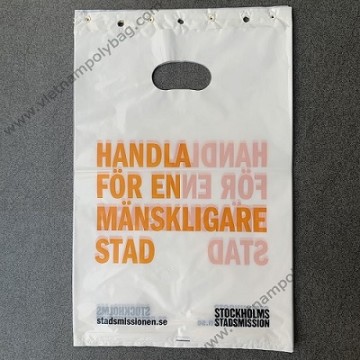 HANDLA
FÖR EN
MÄNSKLIGARE
STAD
stadsmissionen.se
STOCKHOLMS
STADSMISSION
www.vietnampolybag.com